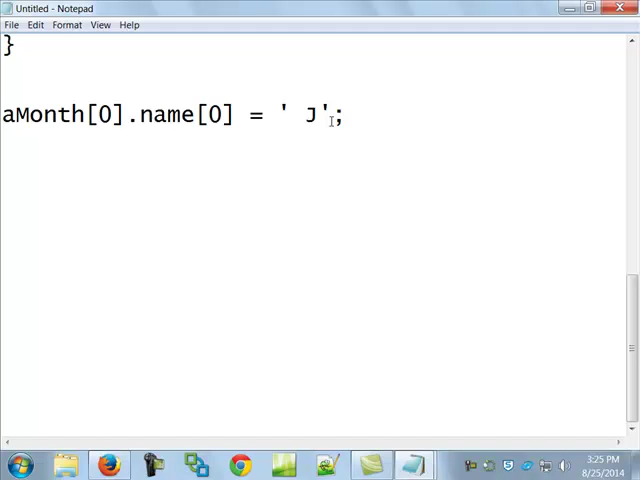 Untitled - Notepad
File Edit Format View Help
}
aMonth[0].name[0] = ' J';
3:25 PM
8/25/2014